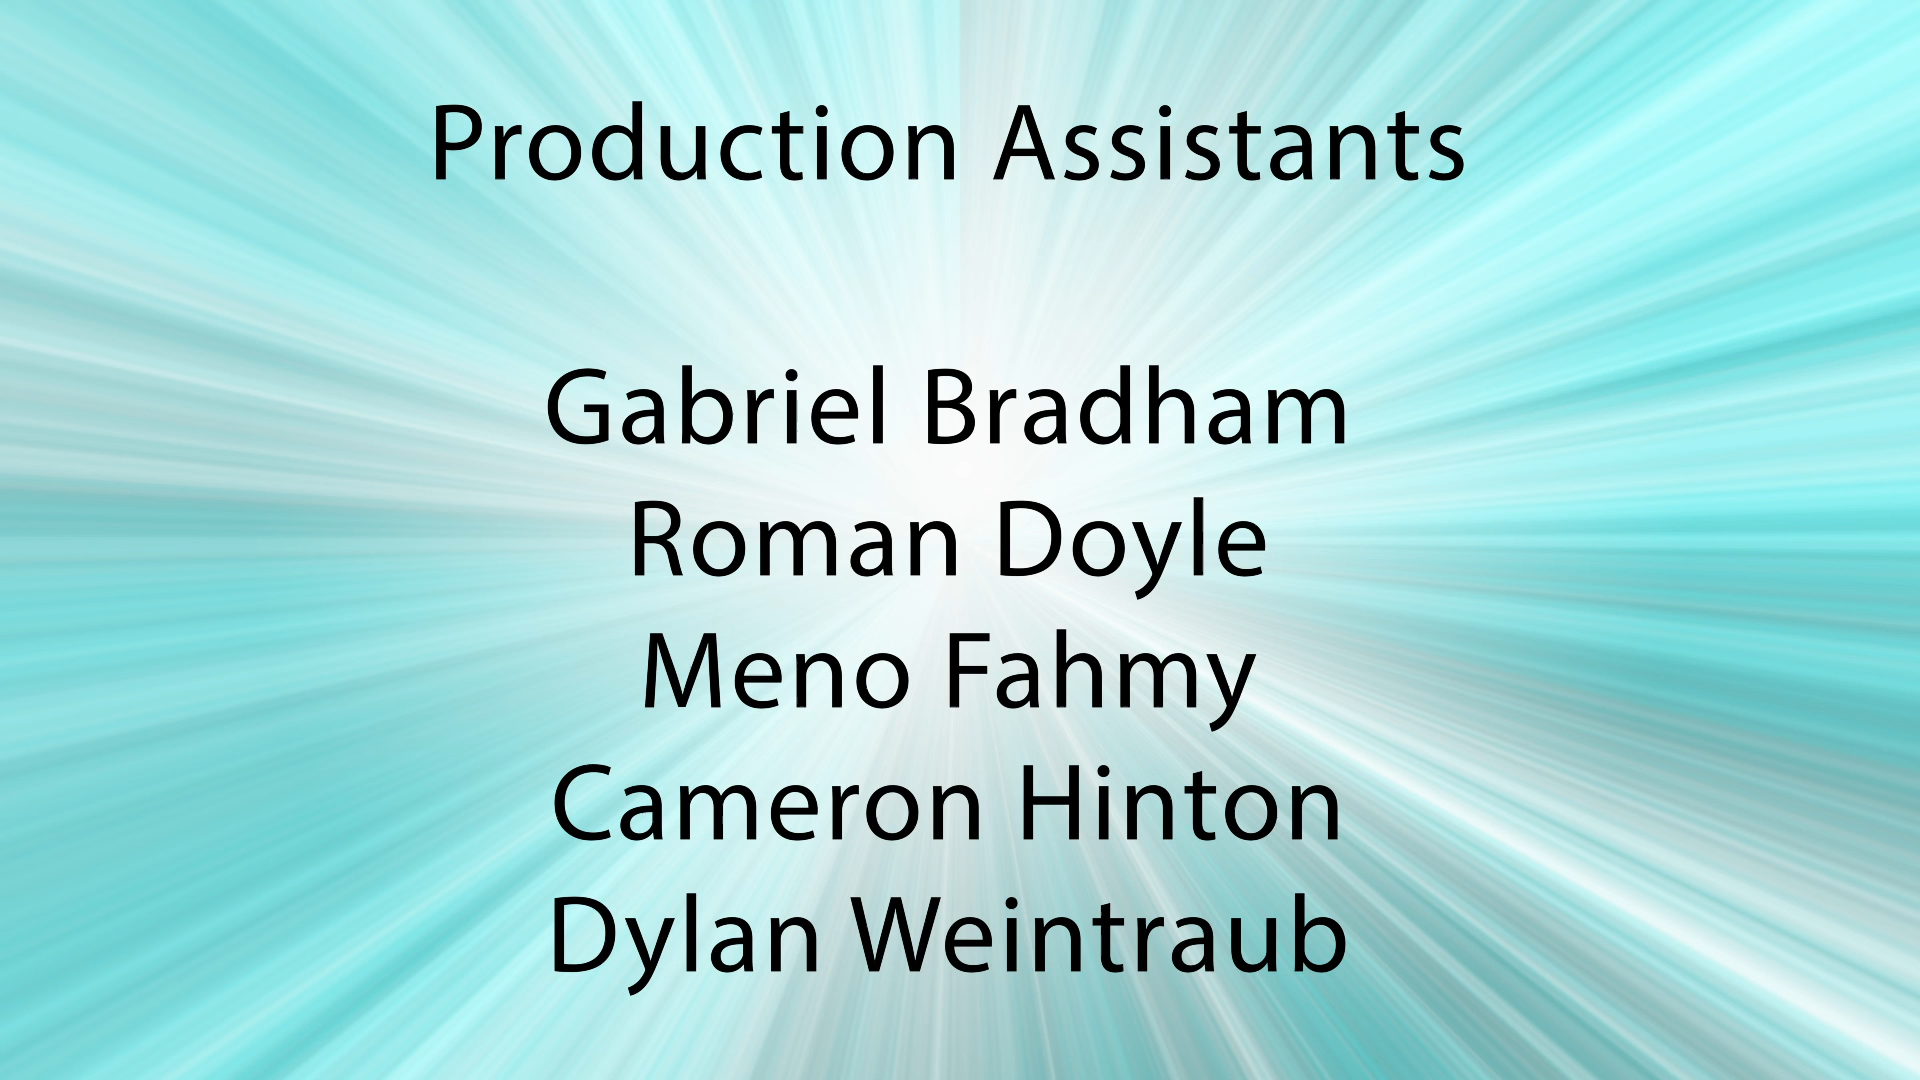 Production Assistants
Gabriel Bradham
Roman Doyle
Meno Fahmy
Cameron Hinton
Dylan Weintraub